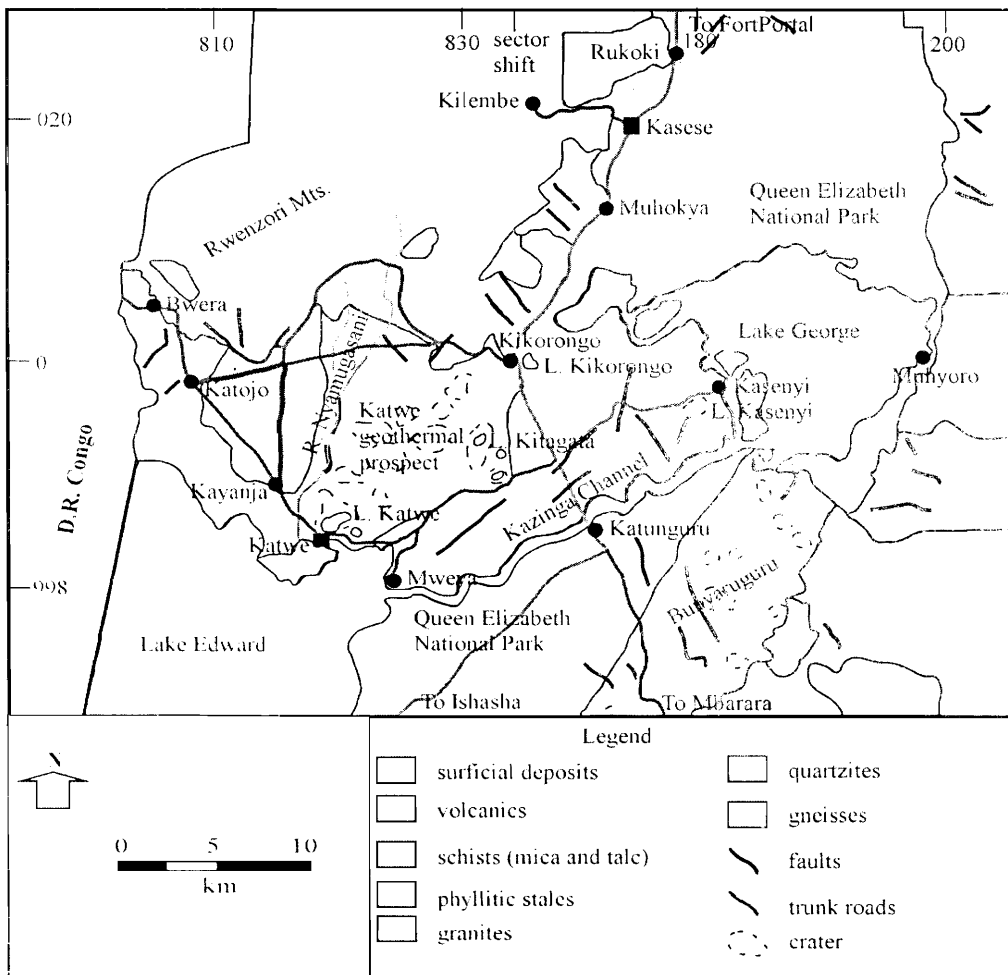 To FortPortal
810
830
180
200
sector
shift
Rukoki
Kilembe
020
Kasese
Rwenzori Mts.
Muhokya
Queen Elizabeth
National Park
Bwera
Lake George
Kikorongo
0
L. Kikorongo
Munyoro
Katojo
R. Nyamugasani
Kasenyi
L. Kasenyi
Katwe
geothermal
prospect
L. Kitagata
D.R. Congo
Kayanja
L. Katwe
Kazinga Channel
Katwe
Katunguru
Mweya
998
Bunyaruguru
Queen Elizabeth
National Park
Lake Edward
To Ishasha
To Mbarara
Legend
N
surficial deposits
quartzites
volcanics
gneisses
0 5 10
km
schists (mica and talc)
faults
phyllitic stales
trunk roads
granites
crater